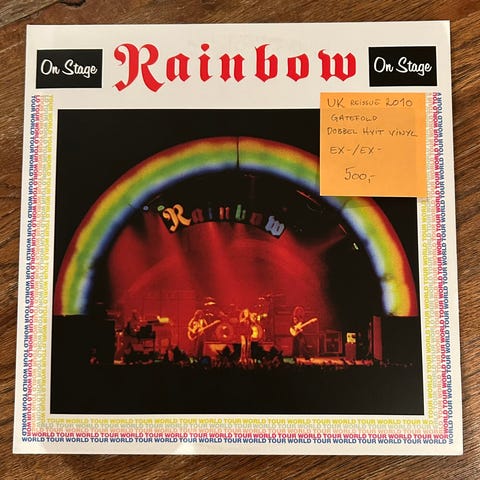 On Stage
Rainbow
On Stage
UK REISSUE 2010
GATEFOLD
DOBBEL HVIT VINYL
EX-/EX-
500,-
Rainbow
WORLD TOUR WORLD TOUR WORLD TOUR WORLD TOUR WORLD TOUR WORLD TOUR